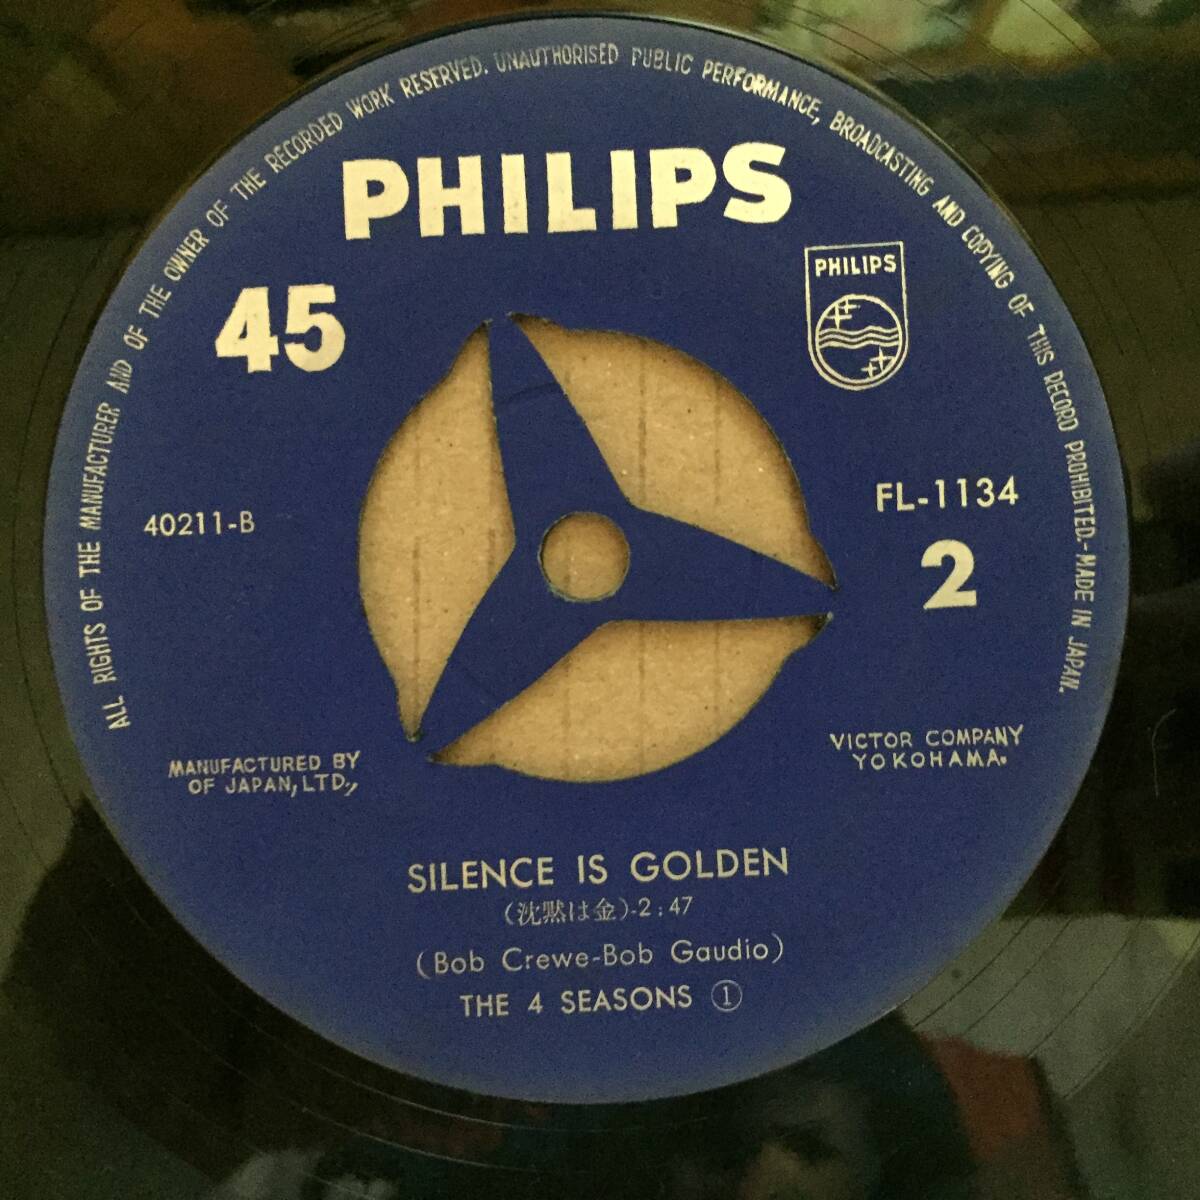 ALL RIGHTS OF THE MANUFACTURER AND OF THE OWNER OF THE RECORDED WORK RESERVED. UNAUTHORISED PUBLIC PERFORMANCE, BROADCASTING AND COPYING OF THIS RECORD PROHIBITED.-MADE IN JAPAN.
PHILIPS
PHILIPS
45
40211-B
FL-1134
2
MANUFACTURED BY
OF JAPAN, LTD.,
VICTOR COMPANY
YOKOHAMA.
SILENCE IS GOLDEN
(沈黙は金)-2:47
(Bob Crewe-Bob Gaudio)
THE 4 SEASONS ①